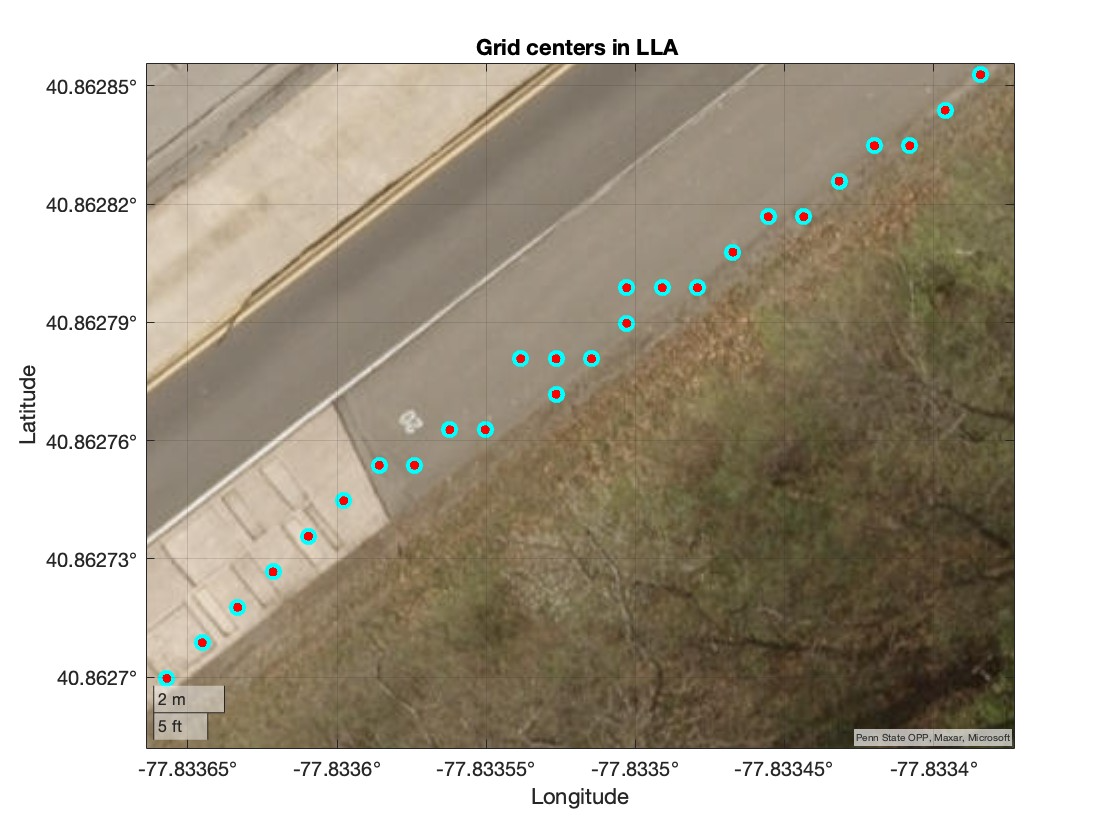 Grid centers in LLA
40.86285°
40.86282°
40.86279°
40.86276°
40.86273°
40.8627°
Latitude
20
2 m
5 ft
Penn State OPP, Maxar, Microsoft
-77.83365°
-77.8336°
-77.83355°
-77.8335°
-77.83345°
-77.8334°
Longitude